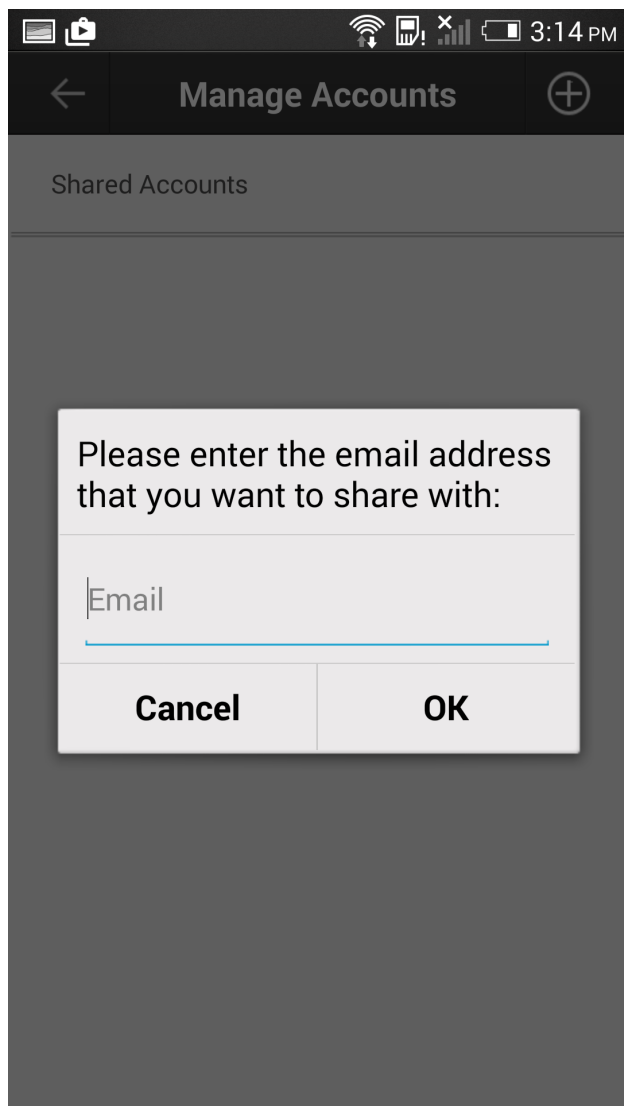 3:14 PM
Manage Accounts
Shared Accounts
Please enter the email address
that you want to share with:
Email
Cancel OK